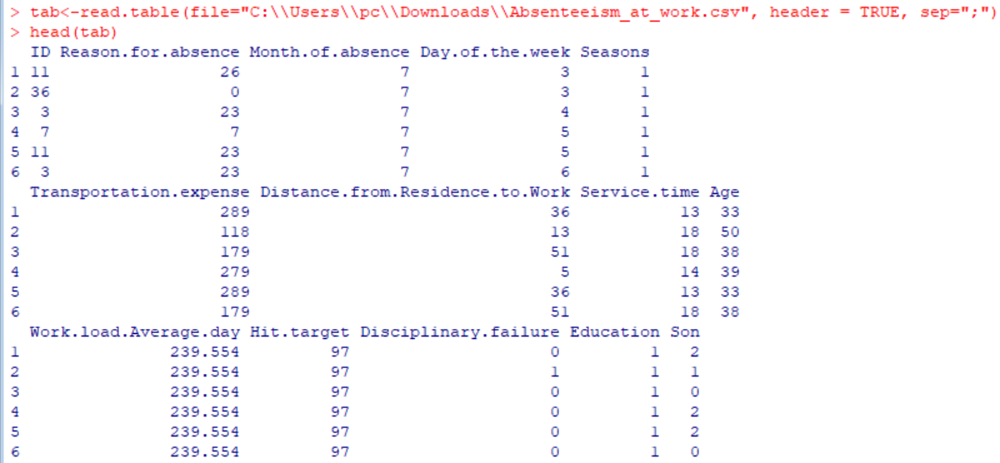 > tab<-read.table(file="C:\\Users\\pc\\Downloads\\Absenteeism_at_work.csv", header = TRUE, sep=";")
> head(tab)
  ID Reason.for.absence Month.of.absence Day.of.the.week Seasons
1 11                 26                7               3       1
2 36                  0                7               3       1
3  3                 23                7               4       1
4  7                  7                7               5       1
5 11                 23                7               5       1
6  3                 23                7               6       1
  Transportation.expense Distance.from.Residence.to.Work Service.time Age
1                    289                              36           13  33
2                    118                              13           18  50
3                    179                              51           18  38
4                    279                               5           14  39
5                    289                              36           13  33
6                    179                              51           18  38
  Work.load.Average.day Hit.target Disciplinary.failure Education Son
1               239.554         97                    0         1   2
2               239.554         97                    1         1   1
3               239.554         97                    0         1   0
4               239.554         97                    0         1   2
5               239.554         97                    0         1   2
6               239.554         97                    0         1   0